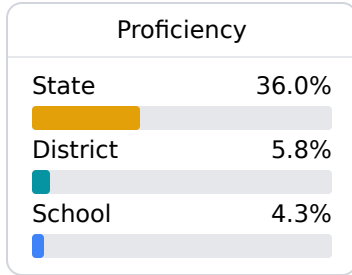 Proficiency
State 36.0%
District 5.8%
School 4.3%